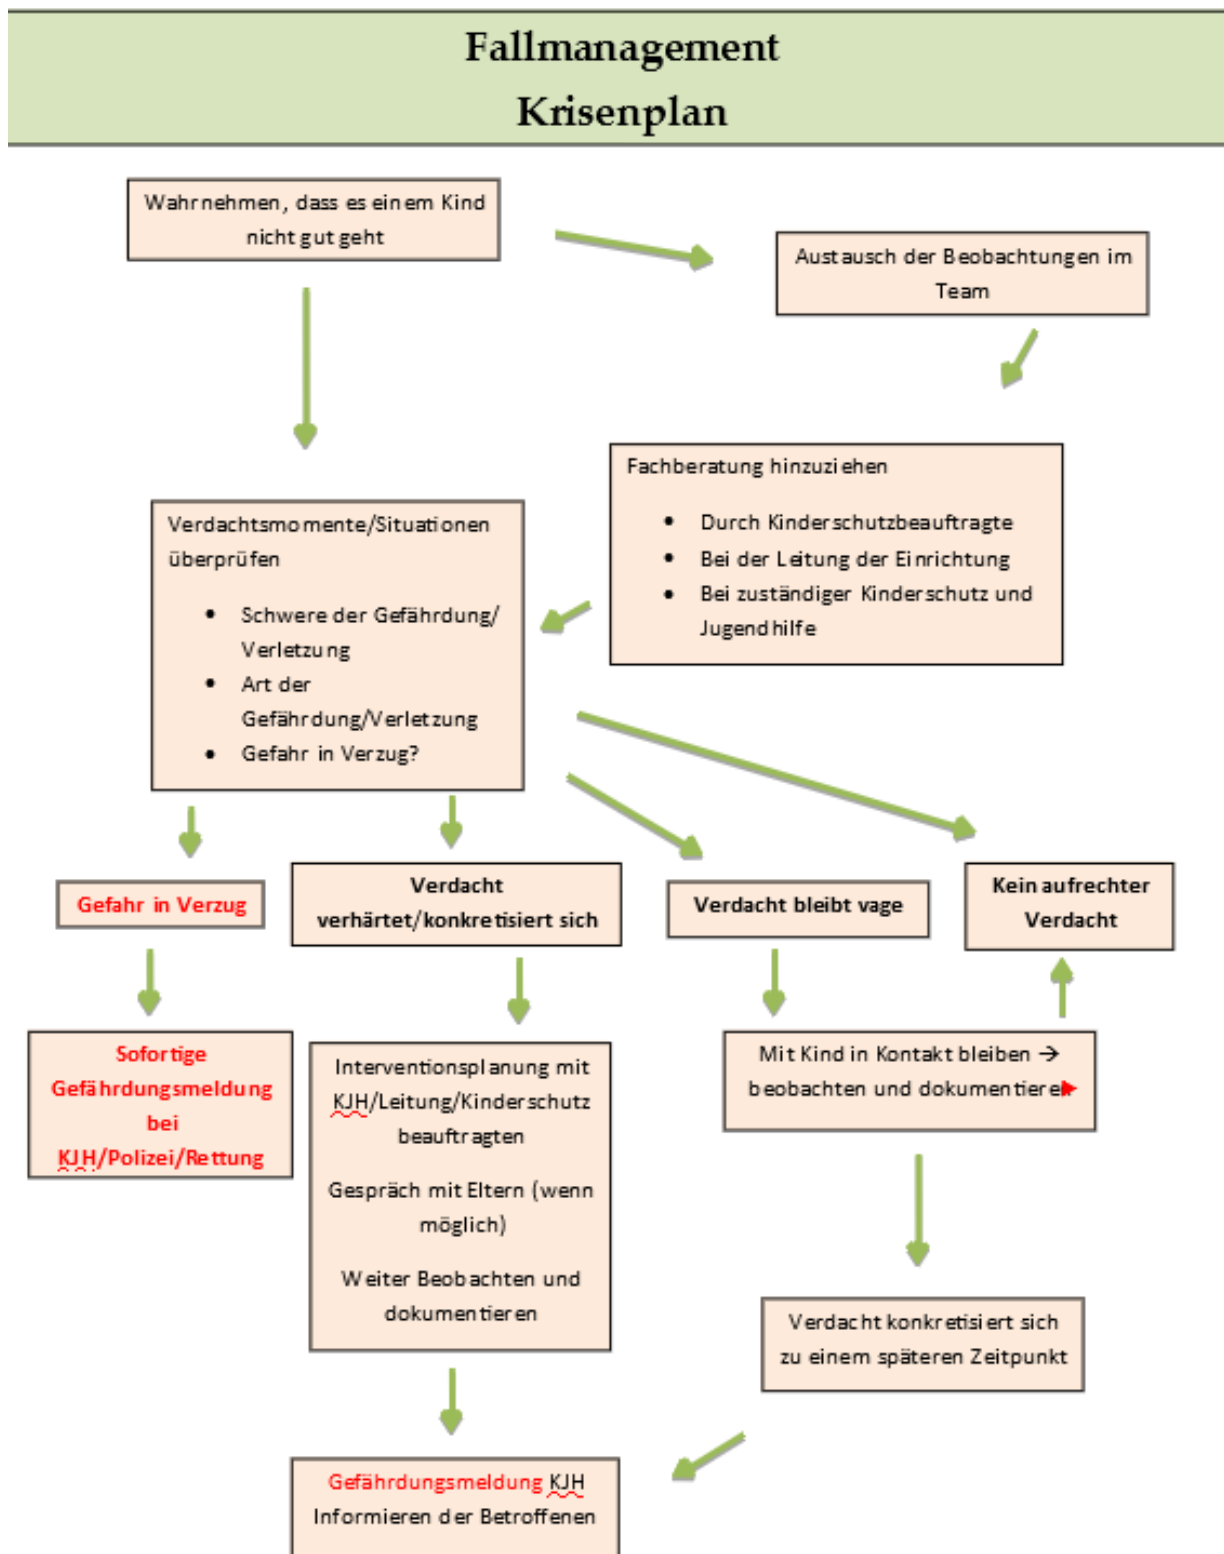 Fallmanagement
Krisenplan
Wahrnehmen, dass es einem Kind
nicht gut geht
Austausch der Beobachtungen im
Team
Fachberatung hinzuziehen
• Durch Kinderschutzbeauftragte
• Bei der Leitung der Einrichtung
• Bei zuständiger Kinderschutz und
Jugendhilfe
Verdachtsmomente/Situationen
überprüfen
• Schwere der Gefährdung/
Verletzung
• Art der
Gefährdung/Verletzung
• Gefahr in Verzug?
Gefahr in Verzug
Verdacht
verhärtet/konkretisiert sich
Verdacht bleibt vage
Kein aufrechter
Verdacht
Sofortige
Gefährdungsmeldung
bei
KJH/Polizei/Rettung
Interventionsplanung mit
KJH/Leitung/Kinderschutz
beauftragten
Gespräch mit Eltern (wenn
möglich)
Weiter Beobachten und
dokumentieren
Mit Kind in Kontakt bleiben →
beobachten und dokumentieren
Verdacht konkretisiert sich
zu einem späteren Zeitpunkt
Gefährdungsmeldung KJH
Informieren der Betroffenen